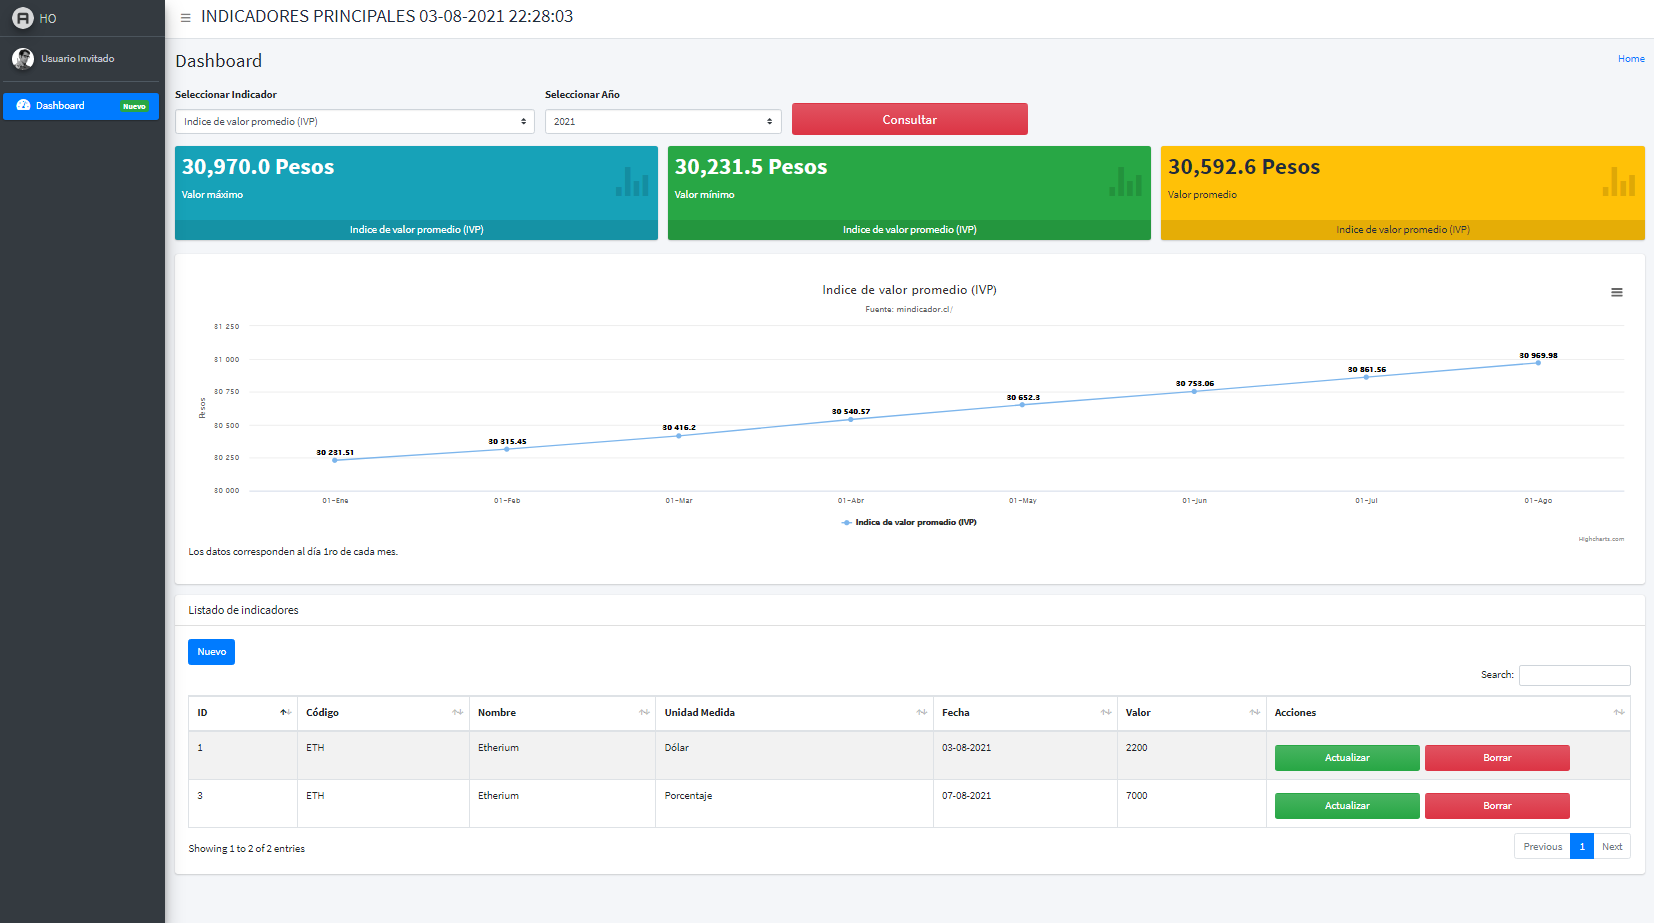 HO
INDICADORES PRINCIPALES 03-08-2021 22:28:03
Usuario Invitado
Dashboard Nuevo
Dashboard
Home
Seleccionar Indicador
Seleccionar Año
Indice de valor promedio (IVP)
2021
Consultar
30,970.0 Pesos
Valor máximo
Indice de valor promedio (IVP)
30,231.5 Pesos
Valor mínimo
Indice de valor promedio (IVP)
30,592.6 Pesos
Valor promedio
Indice de valor promedio (IVP)
Indice de valor promedio (IVP)
Fuente: mindicador.cl/
Pesos
31 250
31 000
30 750
30 500
30 250
30 000
30 231.51
30 315.45
30 416.2
30 540.57
30 652.3
30 753.06
30 861.56
30 969.98
01-Ene 01-Feb 01-Mar 01-Abr 01-May 01-Jun 01-Jul 01-Ago
Indice de valor promedio (IVP)
Highcharts.com
Los datos corresponden al día 1ro de cada mes.
Listado de indicadores
Nuevo
Search:
ID Código Nombre Unidad Medida Fecha Valor Acciones
1 ETH Etherium Dólar 03-08-2021 2200 Actualizar Borrar
3 ETH Etherium Porcentaje 07-08-2021 7000 Actualizar Borrar
Showing 1 to 2 of 2 entries
Previous 1 Next